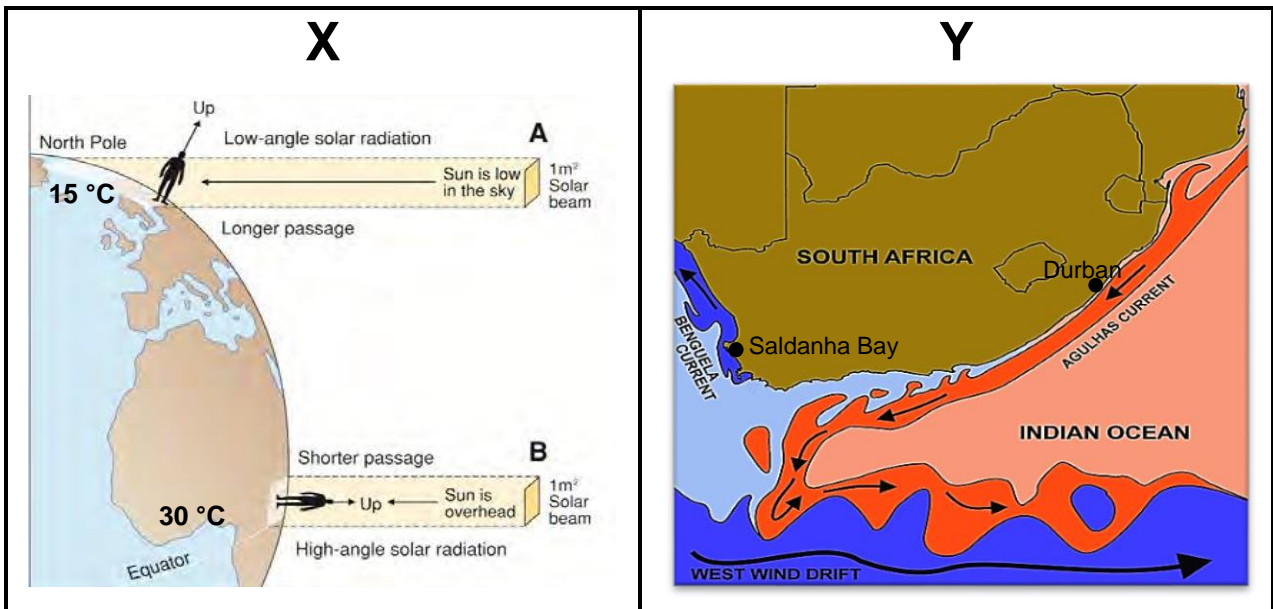 X
Up
North Pole
Low-angle solar radiation
A
15 °C
Sun is low
in the sky
1m²
Solar
beam
Longer passage
Shorter passage
B
Up
Sun is
overhead
1m²
Solar
beam
30 °C
High-angle solar radiation
Equator
Y
SOUTH AFRICA
Durban
BENGUELA
CURRENT
Saldanha Bay
AGULHAS CURRENT
INDIAN OCEAN
WEST WIND DRIFT